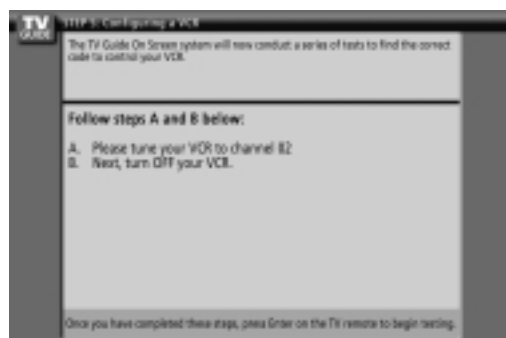 TV
GUIDE
STEP 3: Configuring a VCR
The TV Guide On Screen system will now conduct a series of tests to find the correct
code to control your VCR.
Follow steps A and B below:
A. Please tune your VCR to channel 02
B. Next, turn OFF your VCR.
Once you have completed these steps, press Enter on the TV remote to begin testing.